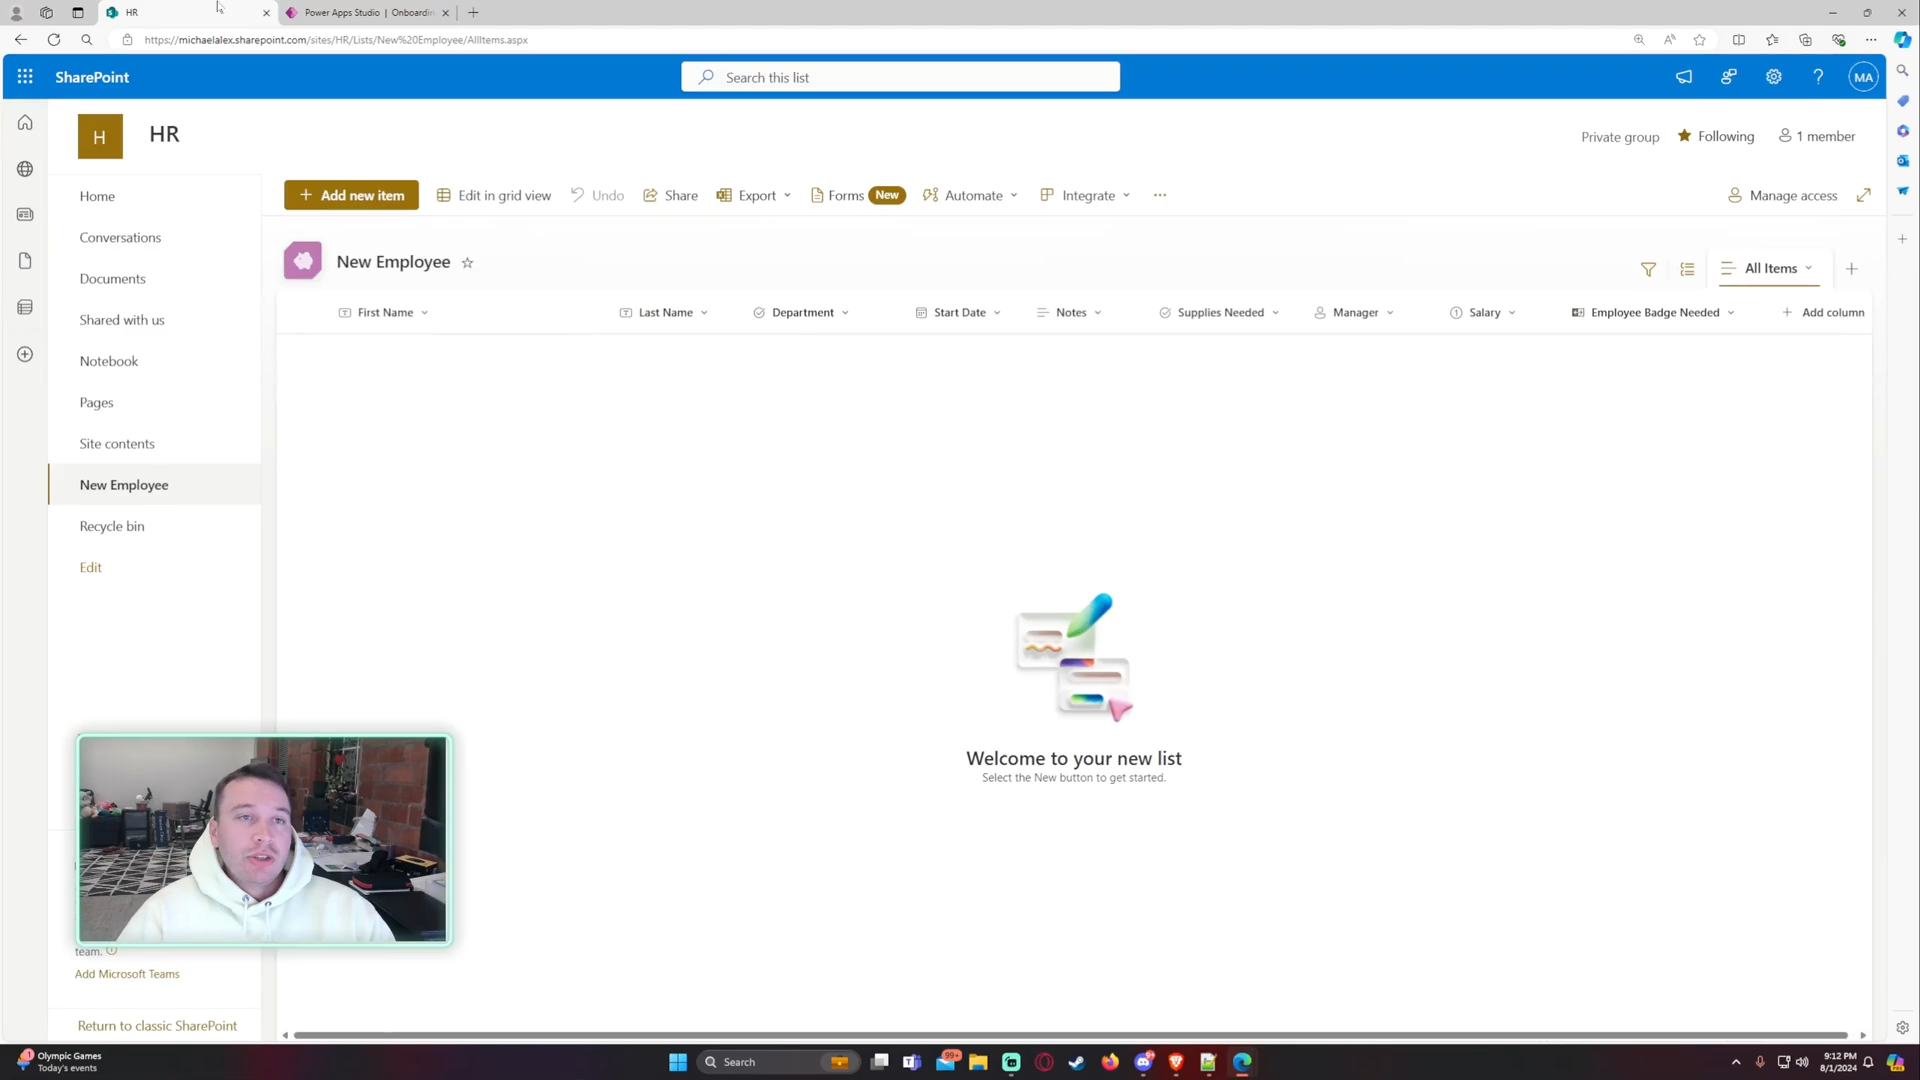 HR
Power Apps Studio | Onboardin
https://michaelalex.sharepoint.com/sites/HR/Lists/New%20Employee/AllItems.aspx
SharePoint
Search this list
MA
H
HR
Private group
Following
1 member
Home
Conversations
Documents
Shared with us
Notebook
Pages
Site contents
New Employee
Recycle bin
Edit
Add new item
Edit in grid view
Undo
Share
Export
Forms
New
Automate
Integrate
Manage access
New Employee
All Items
First Name
Last Name
Department
Start Date
Notes
Supplies Needed
Manager
Salary
Employee Badge Needed
Add column
Welcome to your new list
Select the New button to get started.
team.
Add Microsoft Teams
Return to classic SharePoint
Olympic Games
Today's events
Search
99+
9:12 PM
8/1/2024